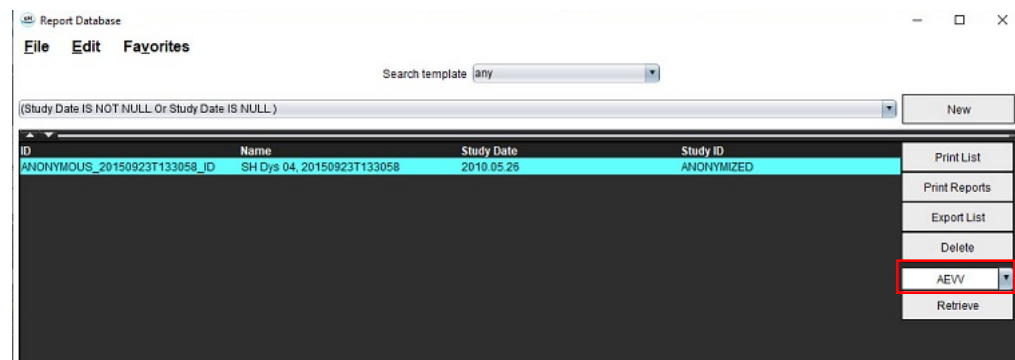 SH Report Database
File Edit Favorites
Search template any
(Study Date IS NOT NULL Or Study Date IS NULL )
New
ID Name Study Date Study ID
ANONYMOUS_20150923T133058_ID SH Dys 04, 20150923T133058 2010.05.26 ANONYMIZED
Print List
Print Reports
Export List
Delete
AEVV
Retrieve